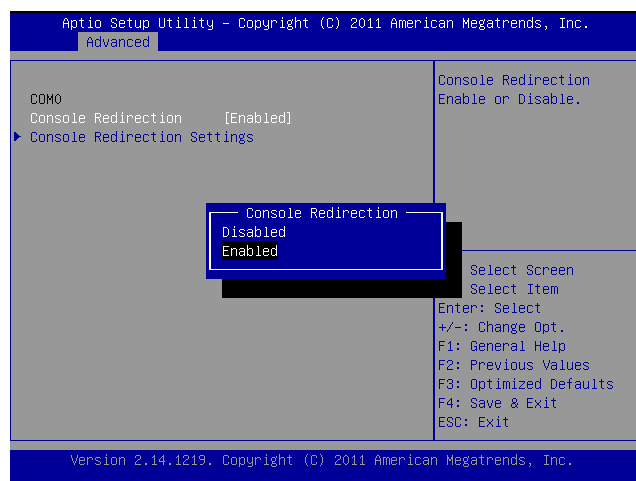 Aptio Setup Utility – Copyright (C) 2011 American Megatrends, Inc.
Advanced
COM0
Console Redirection [Enabled]
Console Redirection Settings
Console Redirection
Enable or Disable.
Console Redirection
Disabled
Enabled
Select Screen
Select Item
Enter: Select
+/-: Change Opt.
F1: General Help
F2: Previous Values
F3: Optimized Defaults
F4: Save & Exit
ESC: Exit
Version 2.14.1219. Copyright (C) 2011 American Megatrends, Inc.